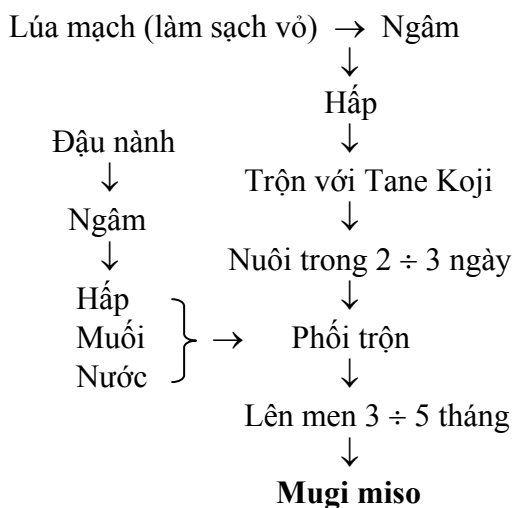 Lúa mạch (làm sạch vỏ) → Ngâm
↓
Hấp
↓
Đậu nành
↓
Trộn với Tane Koji
↓
Ngâm
↓
Nuôi trong 2 ÷ 3 ngày
↓
Hấp
Muối → Phối trộn
Nước
↓
Lên men 3 ÷ 5 tháng
↓
Mugi miso